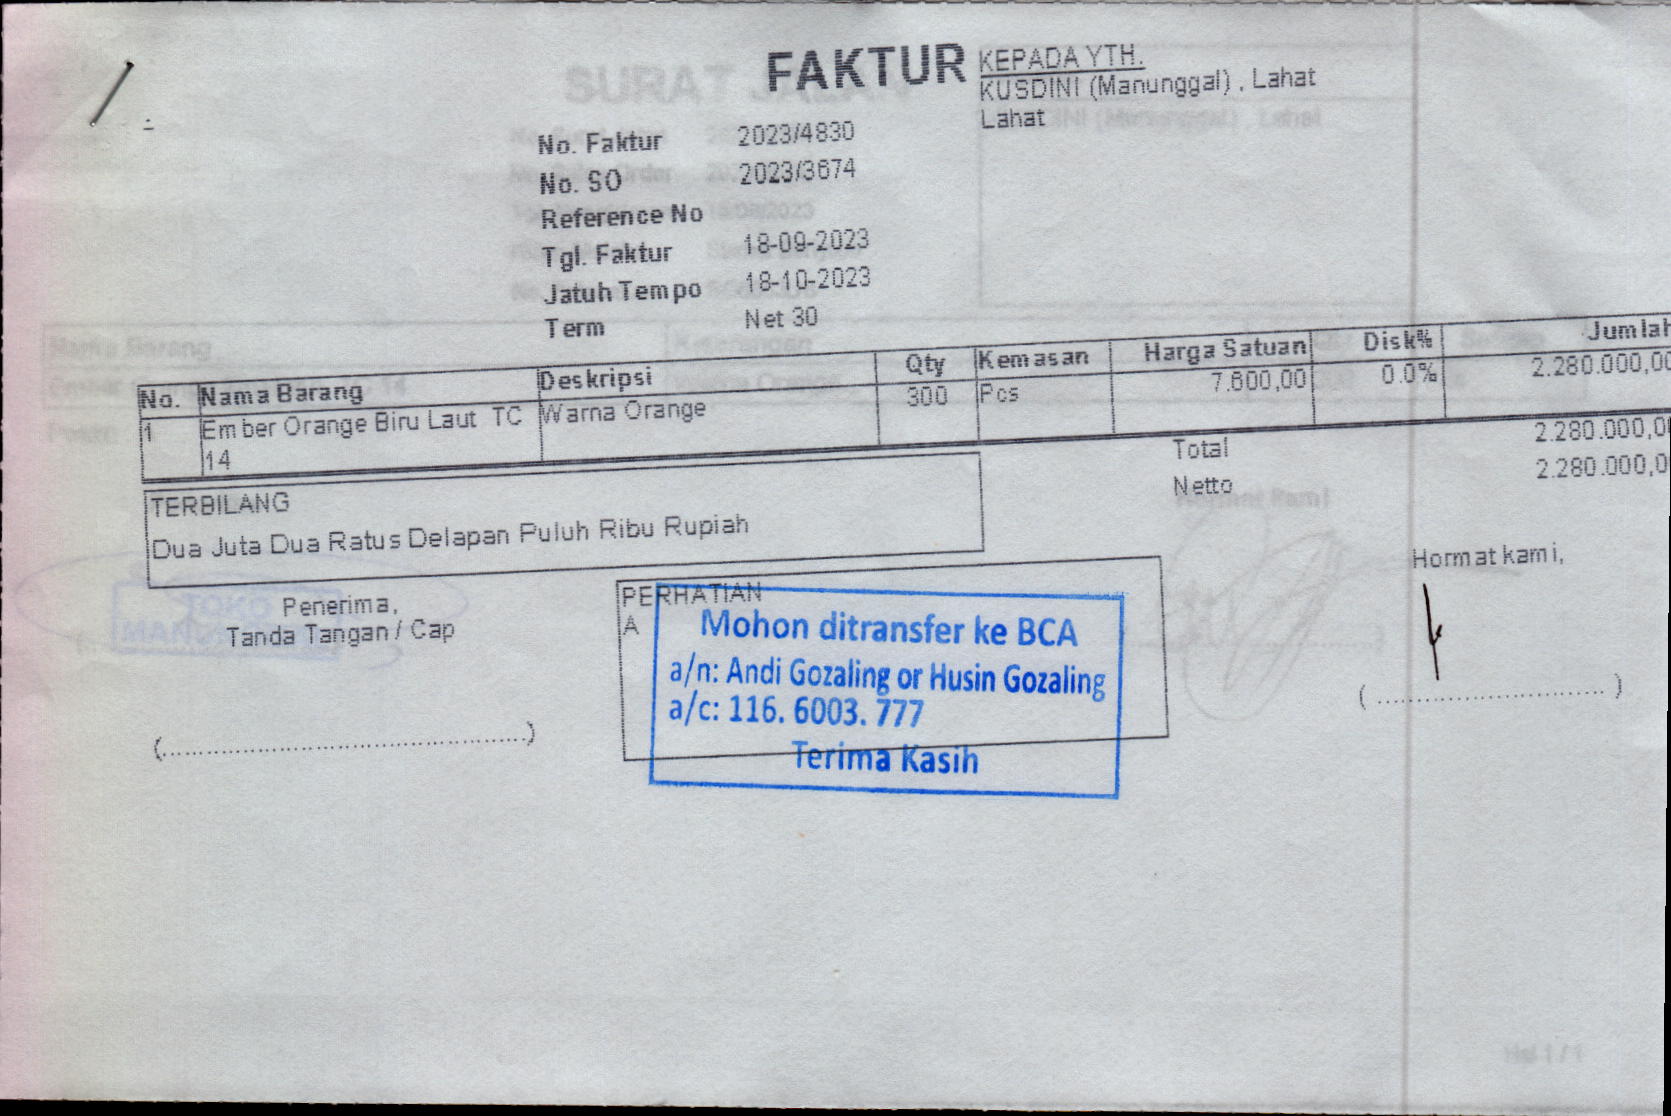 FAKTUR
KEPADA YTH.
KUSDINI (Manunggal) , Lahat
Lahat
No. Faktur 2023/4830
No. SO 2023/3674
Reference No
Tgl. Faktur 18-09-2023
Jatuh Tempo 18-10-2023
Term Net 30
No. Nama Barang Deskripsi Qty Kemasan Harga Satuan Disk% Jumlah
1 Ember Orange Biru Laut TC Warna Orange 300 Pcs 7.600,00 0.0% 2.280.000,00
14
Total 2.280.000,0
Netto 2.280.000,0
TERBILANG
Dua Juta Dua Ratus Delapan Puluh Ribu Rupiah
Penerima,
Tanda Tangan / Cap
(..............................)
PERHATIAN
A
Mohon ditransfer ke BCA
a/n: Andi Gozaling or Husin Gozaling
a/c: 116. 6003. 777
Terima Kasih
Hormat kami,
(..............................)